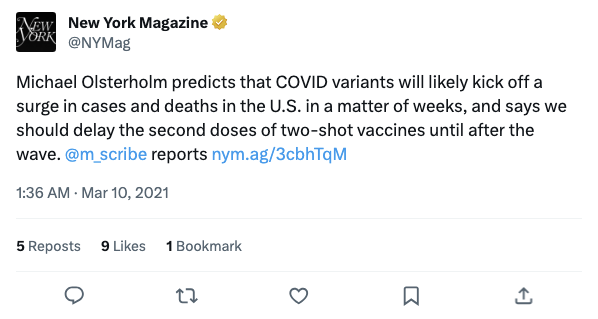 NEW
YORK
New York Magazine
@NYMag
Michael Olsterholm predicts that COVID variants will likely kick off a
surge in cases and deaths in the U.S. in a matter of weeks, and says we
should delay the second doses of two-shot vaccines until after the
wave. @m_scribe reports nym.ag/3cbhTqM
1:36 AM · Mar 10, 2021
5 Reposts 9 Likes 1 Bookmark